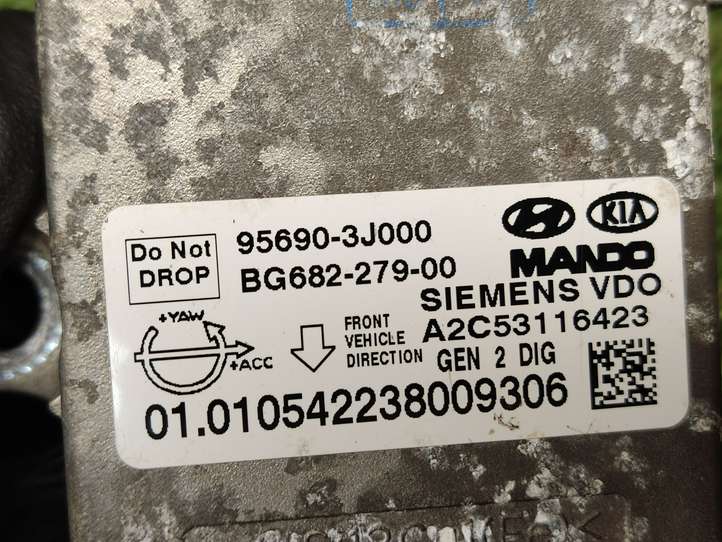 Do Not
DROP
95690-3J000
BG682-279-00
KIA
MANDO
SIEMENS VDO
A2C53116423
GEN 2 DIG
+YAW
+ACC
FRONT
VEHICLE
DIRECTION
01.010542238009306